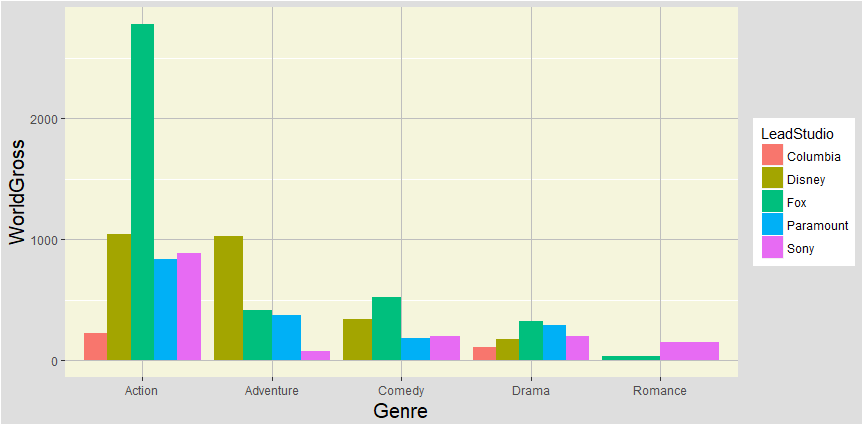 WorldGross
2000
1000
0
Action Adventure Comedy Drama Romance
Genre
LeadStudio
Columbia
Disney
Fox
Paramount
Sony